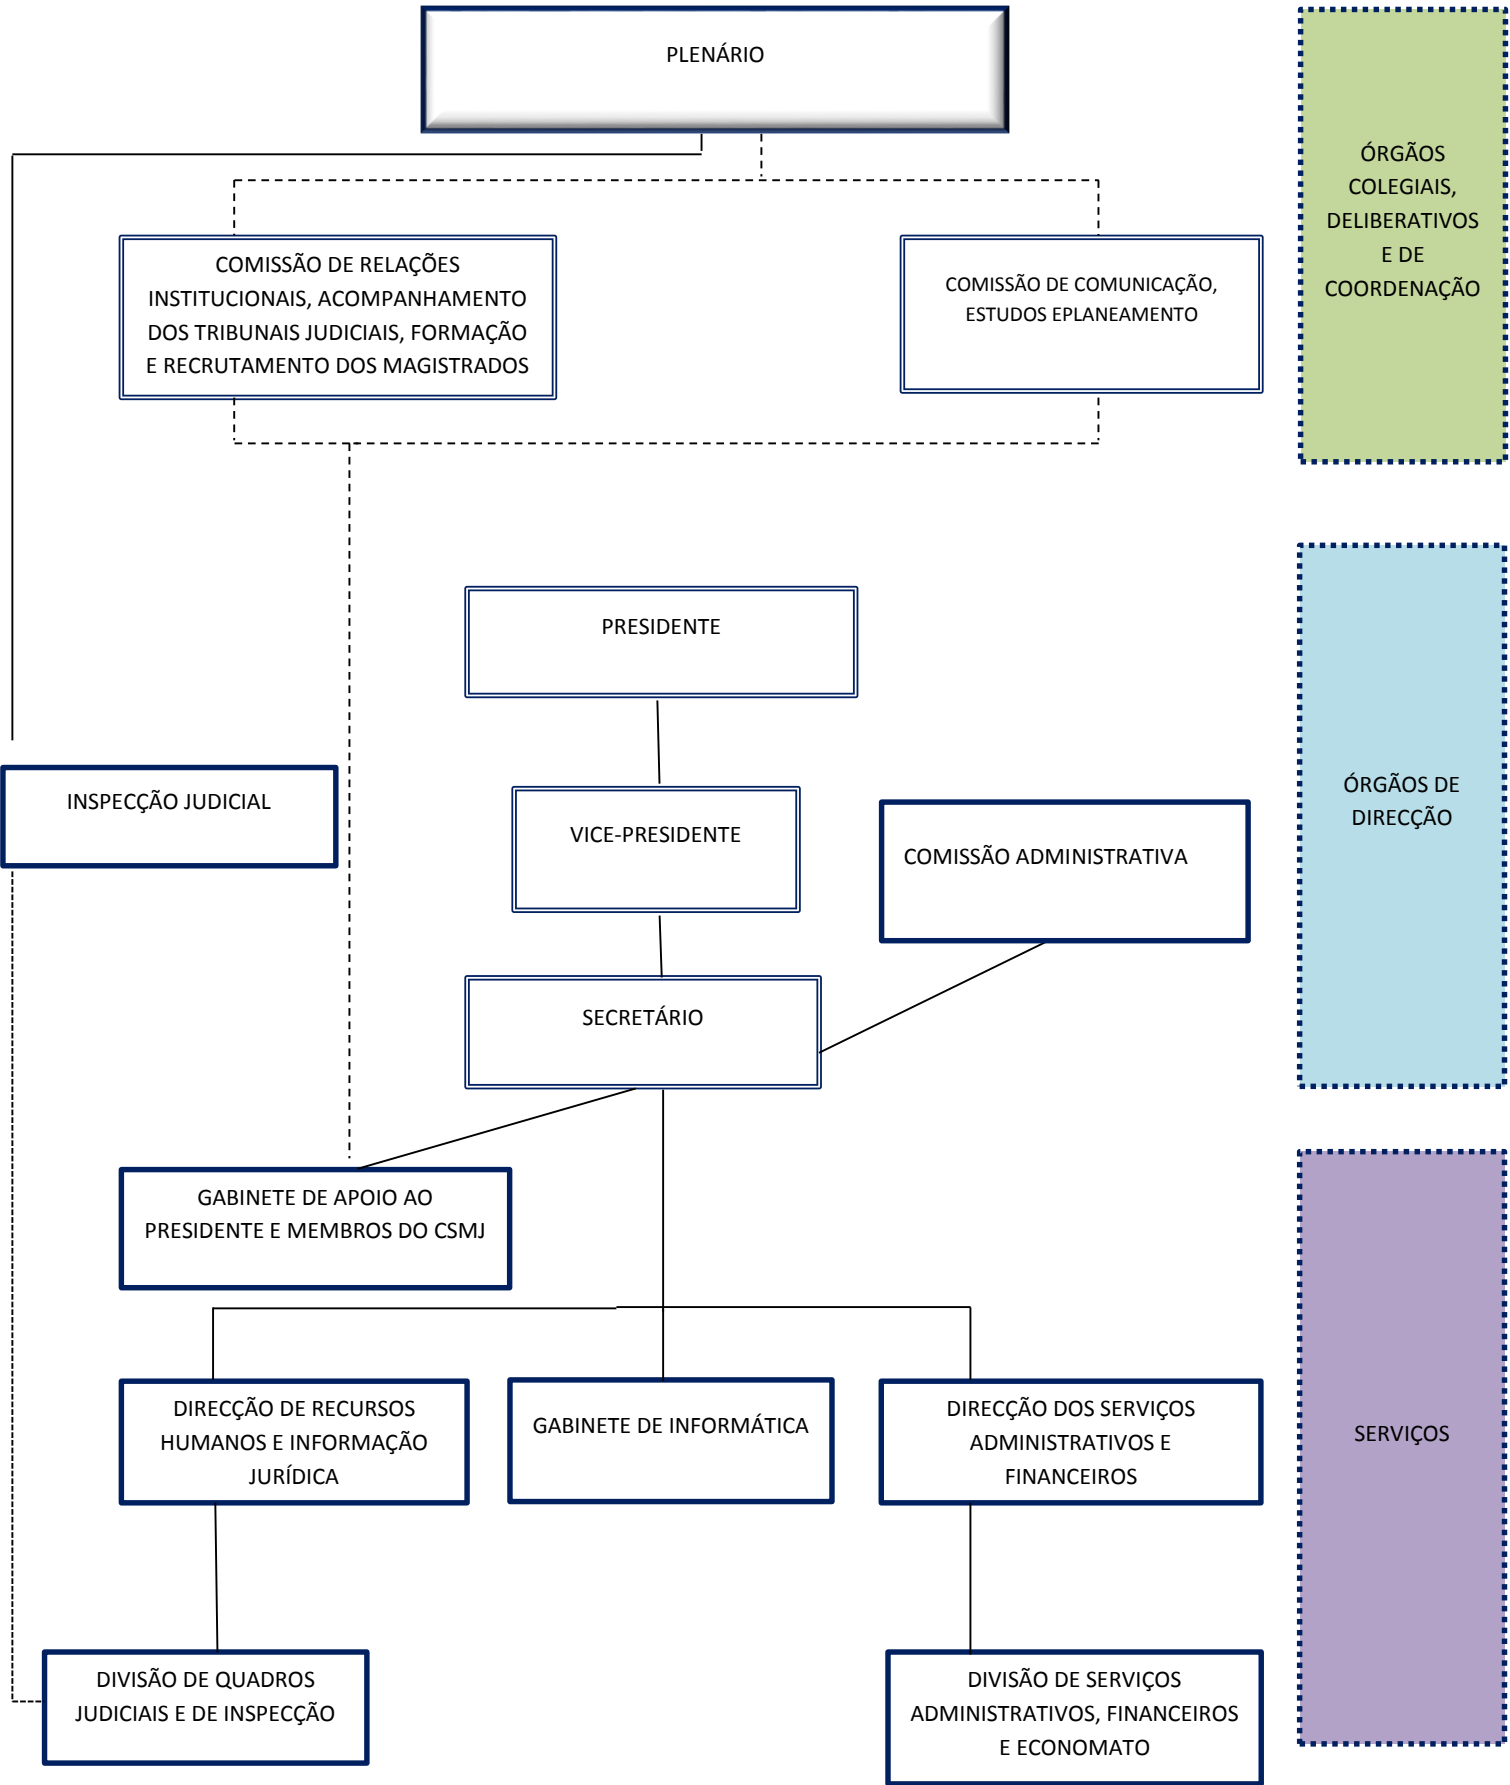 PLENÁRIO
ÓRGÃOS
COLEGIAIS,
DELIBERATIVOS
E DE
COORDENAÇÃO
COMISSÃO DE RELAÇÕES
INSTITUCIONAIS, ACOMPANHAMENTO
DOS TRIBUNAIS JUDICIAIS, FORMAÇÃO
E RECRUTAMENTO DOS MAGISTRADOS
COMISSÃO DE COMUNICAÇÃO,
ESTUDOS EPLANEAMENTO
PRESIDENTE
INSPECÇÃO JUDICIAL
VICE-PRESIDENTE
COMISSÃO ADMINISTRATIVA
ÓRGÃOS DE
DIRECÇÃO
SECRETÁRIO
GABINETE DE APOIO AO
PRESIDENTE E MEMBROS DO CSMJ
DIRECÇÃO DE RECURSOS
HUMANOS E INFORMAÇÃO
JURÍDICA
GABINETE DE INFORMÁTICA
DIRECÇÃO DOS SERVIÇOS
ADMINISTRATIVOS E
FINANCEIROS
SERVIÇOS
DIVISÃO DE QUADROS
JUDICIAIS E DE INSPECÇÃO
DIVISÃO DE SERVIÇOS
ADMINISTRATIVOS, FINANCEIROS
E ECONOMATO